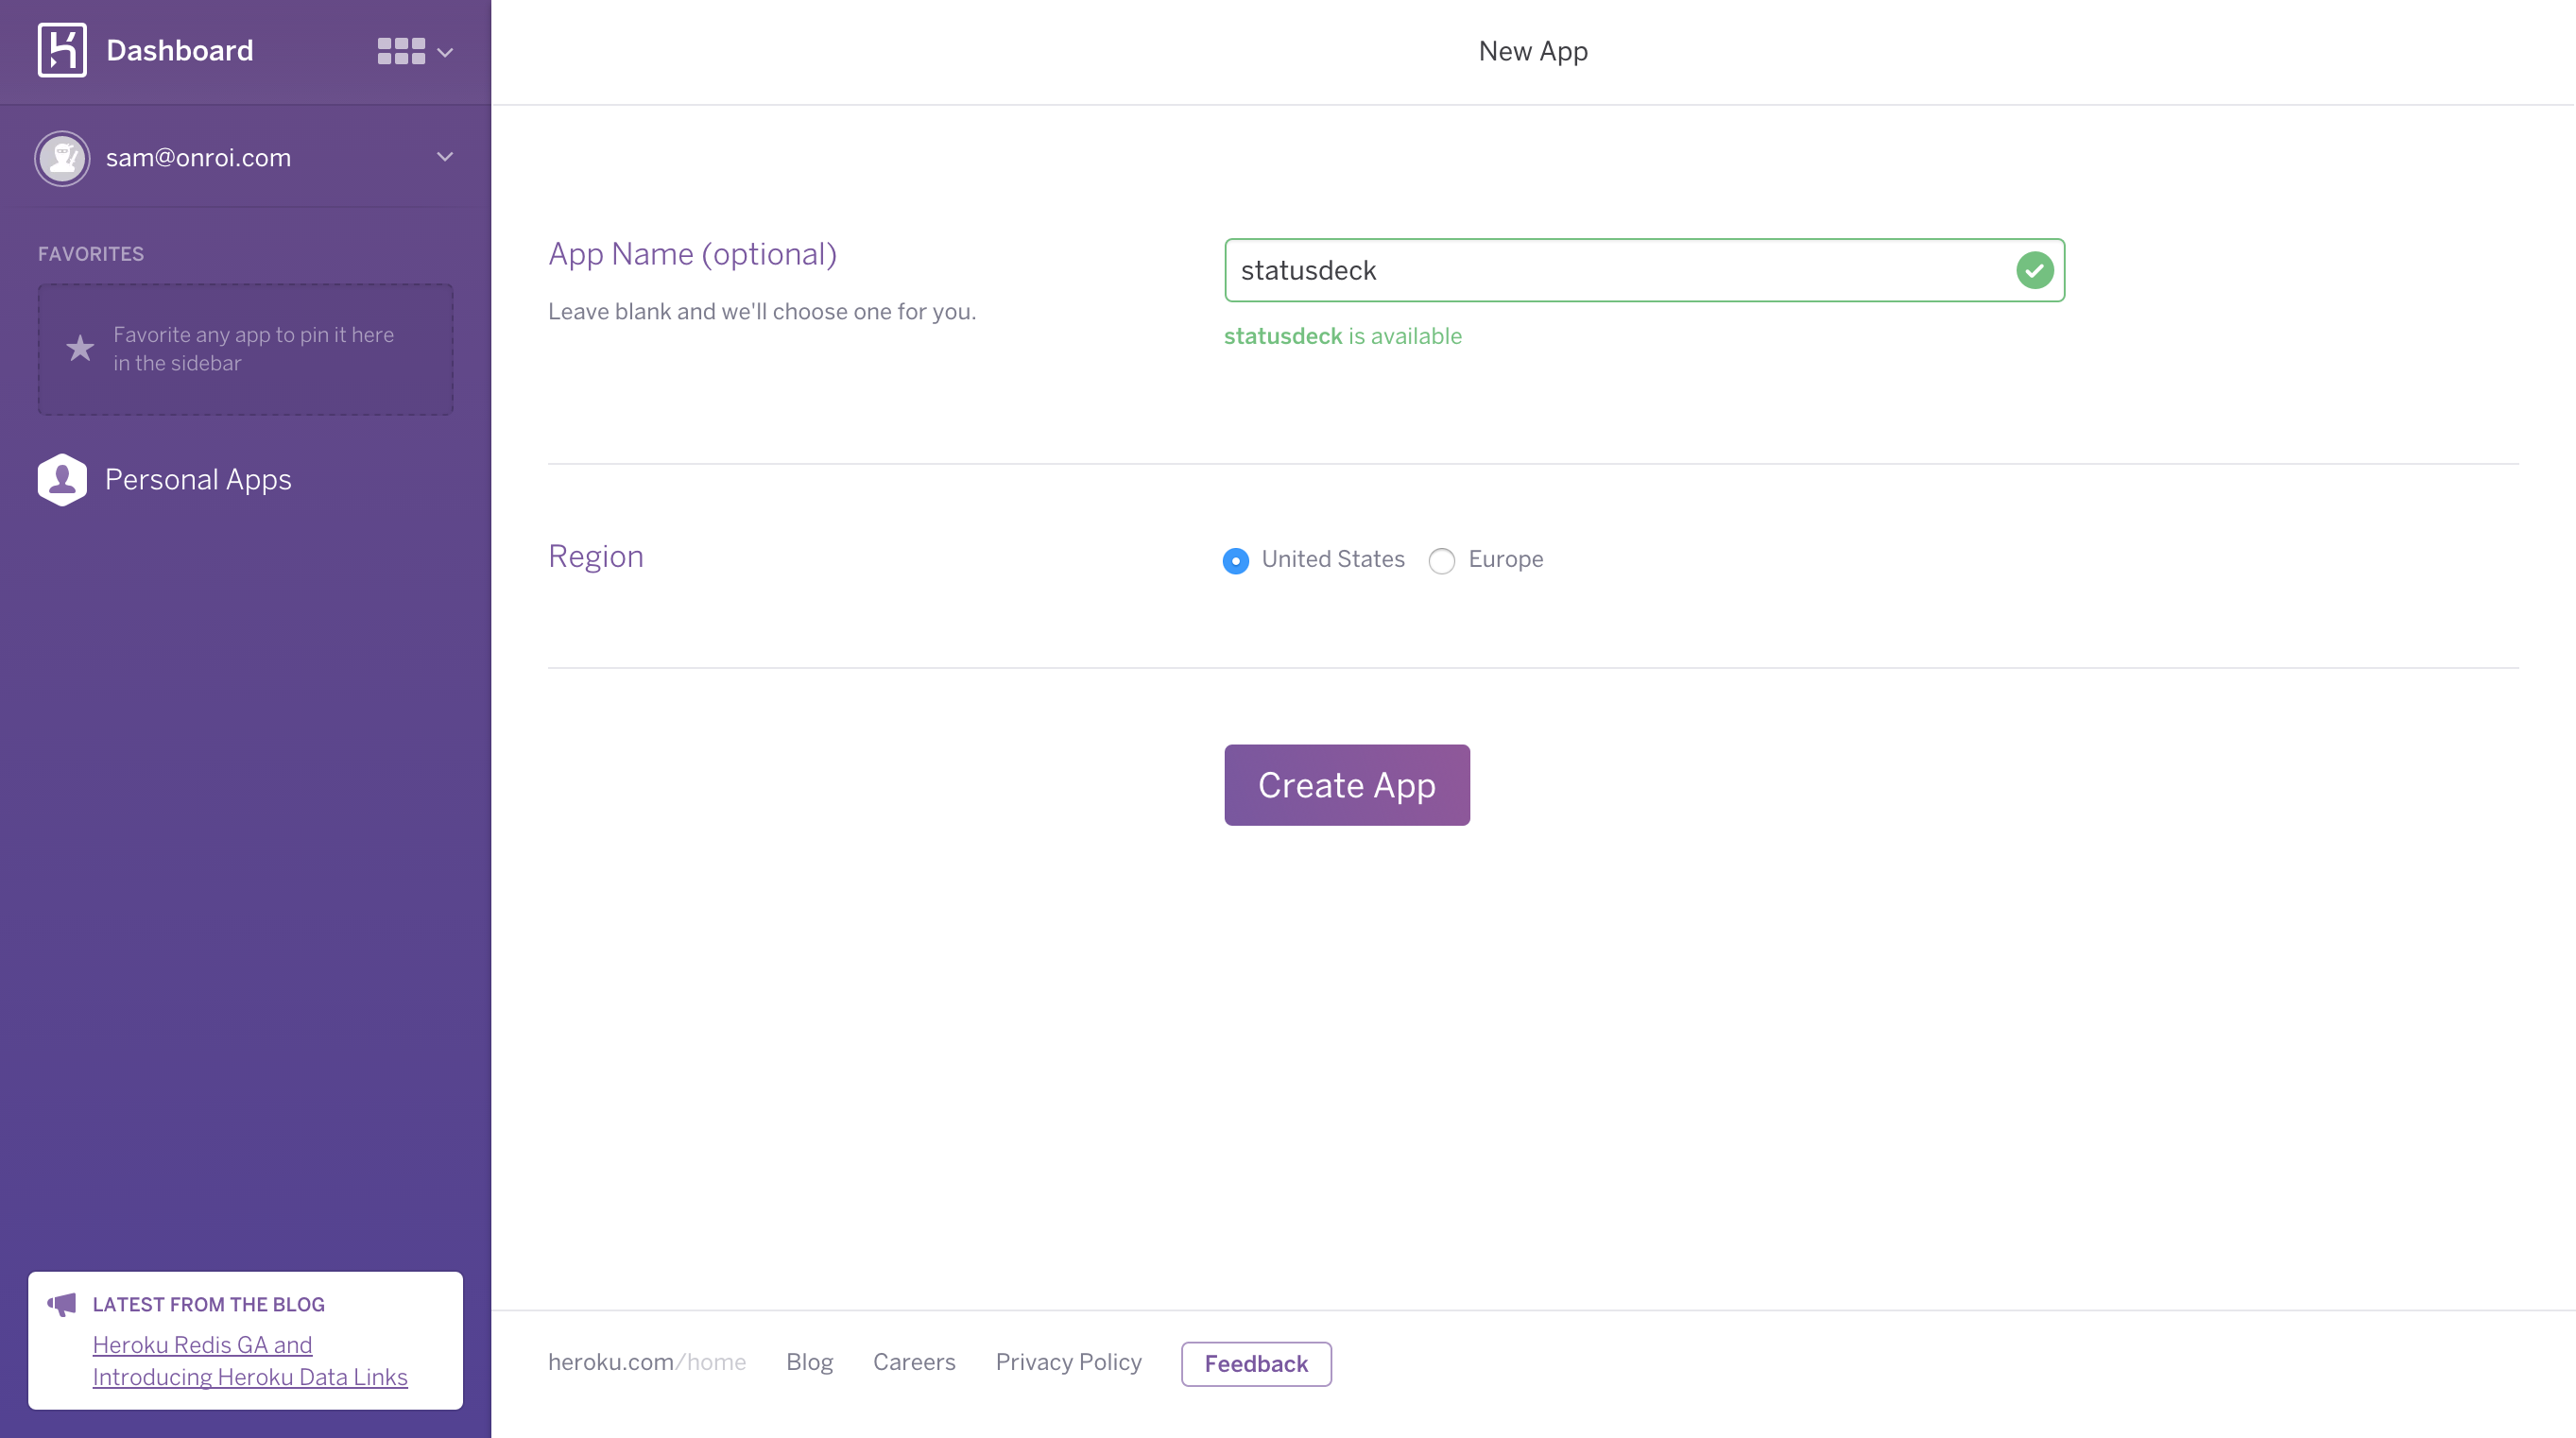 Dashboard
sam@onroi.com
FAVORITES
Favorite any app to pin it here
in the sidebar
Personal Apps
LATEST FROM THE BLOG
Heroku Redis GA and
Introducing Heroku Data Links
New App
App Name (optional)
Leave blank and we'll choose one for you.
statusdeck
statusdeck is available
Region
United States
Europe
Create App
heroku.com/home Blog Careers Privacy Policy Feedback